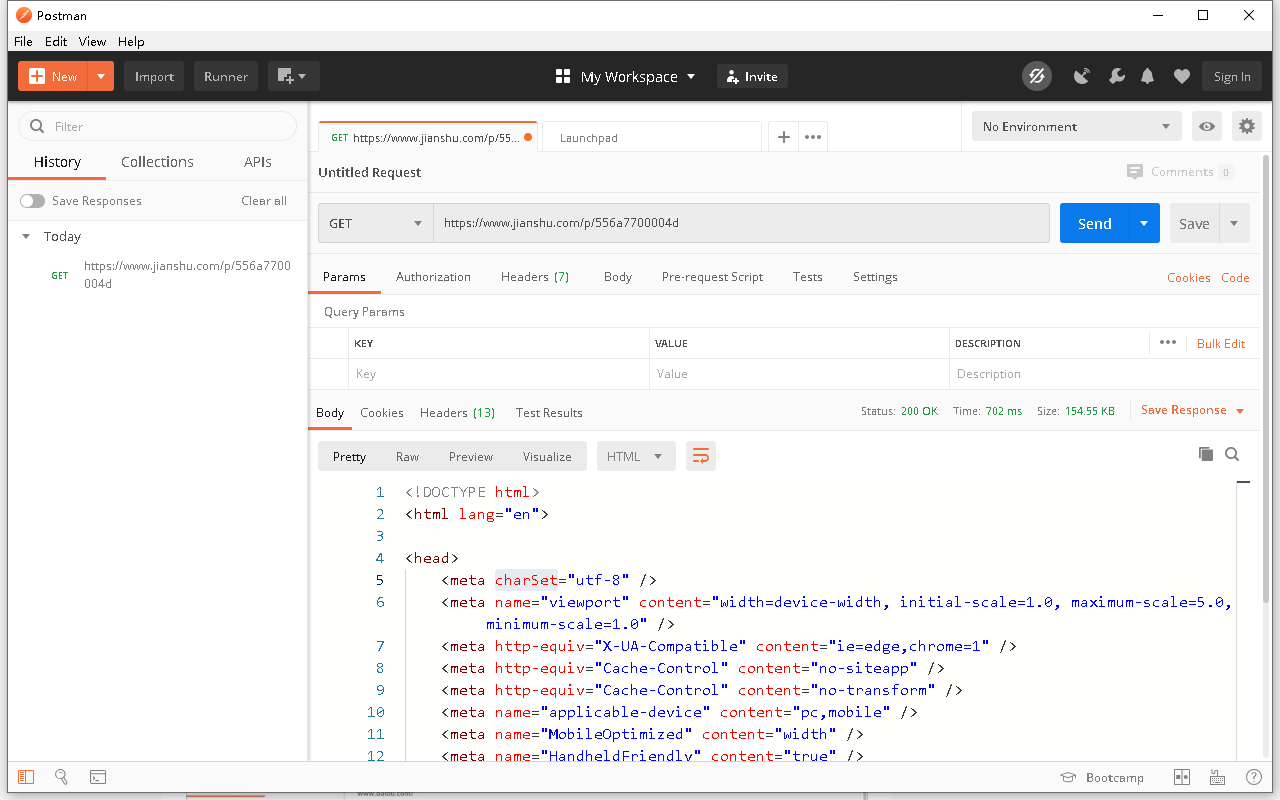 Postman
File Edit View Help
New Import Runner My Workspace Invite Sign In
Filter
History Collections APIs
Save Responses Clear all
Today
GET https://www.jianshu.com/p/556a7700
004d
GET https://www.jianshu.com/p/55... Launchpad
No Environment
Untitled Request
Comments 0
GET https://www.jianshu.com/p/556a7700004d Send Save
Params Authorization Headers (7) Body Pre-request Script Tests Settings Cookies Code
Query Params
KEY VALUE DESCRIPTION Bulk Edit
Key Value Description
Body Cookies Headers (13) Test Results Status: 200 OK Time: 702 ms Size: 154.55 KB Save Response
Pretty Raw Preview Visualize HTML
1 <!DOCTYPE html>
2 <html lang="en">
3
4 <head>
5 <meta charSet="utf-8" />
6 <meta name="viewport" content="width=device-width, initial-scale=1.0, maximum-scale=5.0,
minimum-scale=1.0" />
7 <meta http-equiv="X-UA-Compatible" content="ie=edge,chrome=1" />
8 <meta http-equiv="Cache-Control" content="no-siteapp" />
9 <meta http-equiv="Cache-Control" content="no-transform" />
10 <meta name="applicable-device" content="pc,mobile" />
11 <meta name="MobileOptimized" content="width" />
12 <meta name="HandheldFriendly" content="true" />
Bootcamp
www.baidu.com/